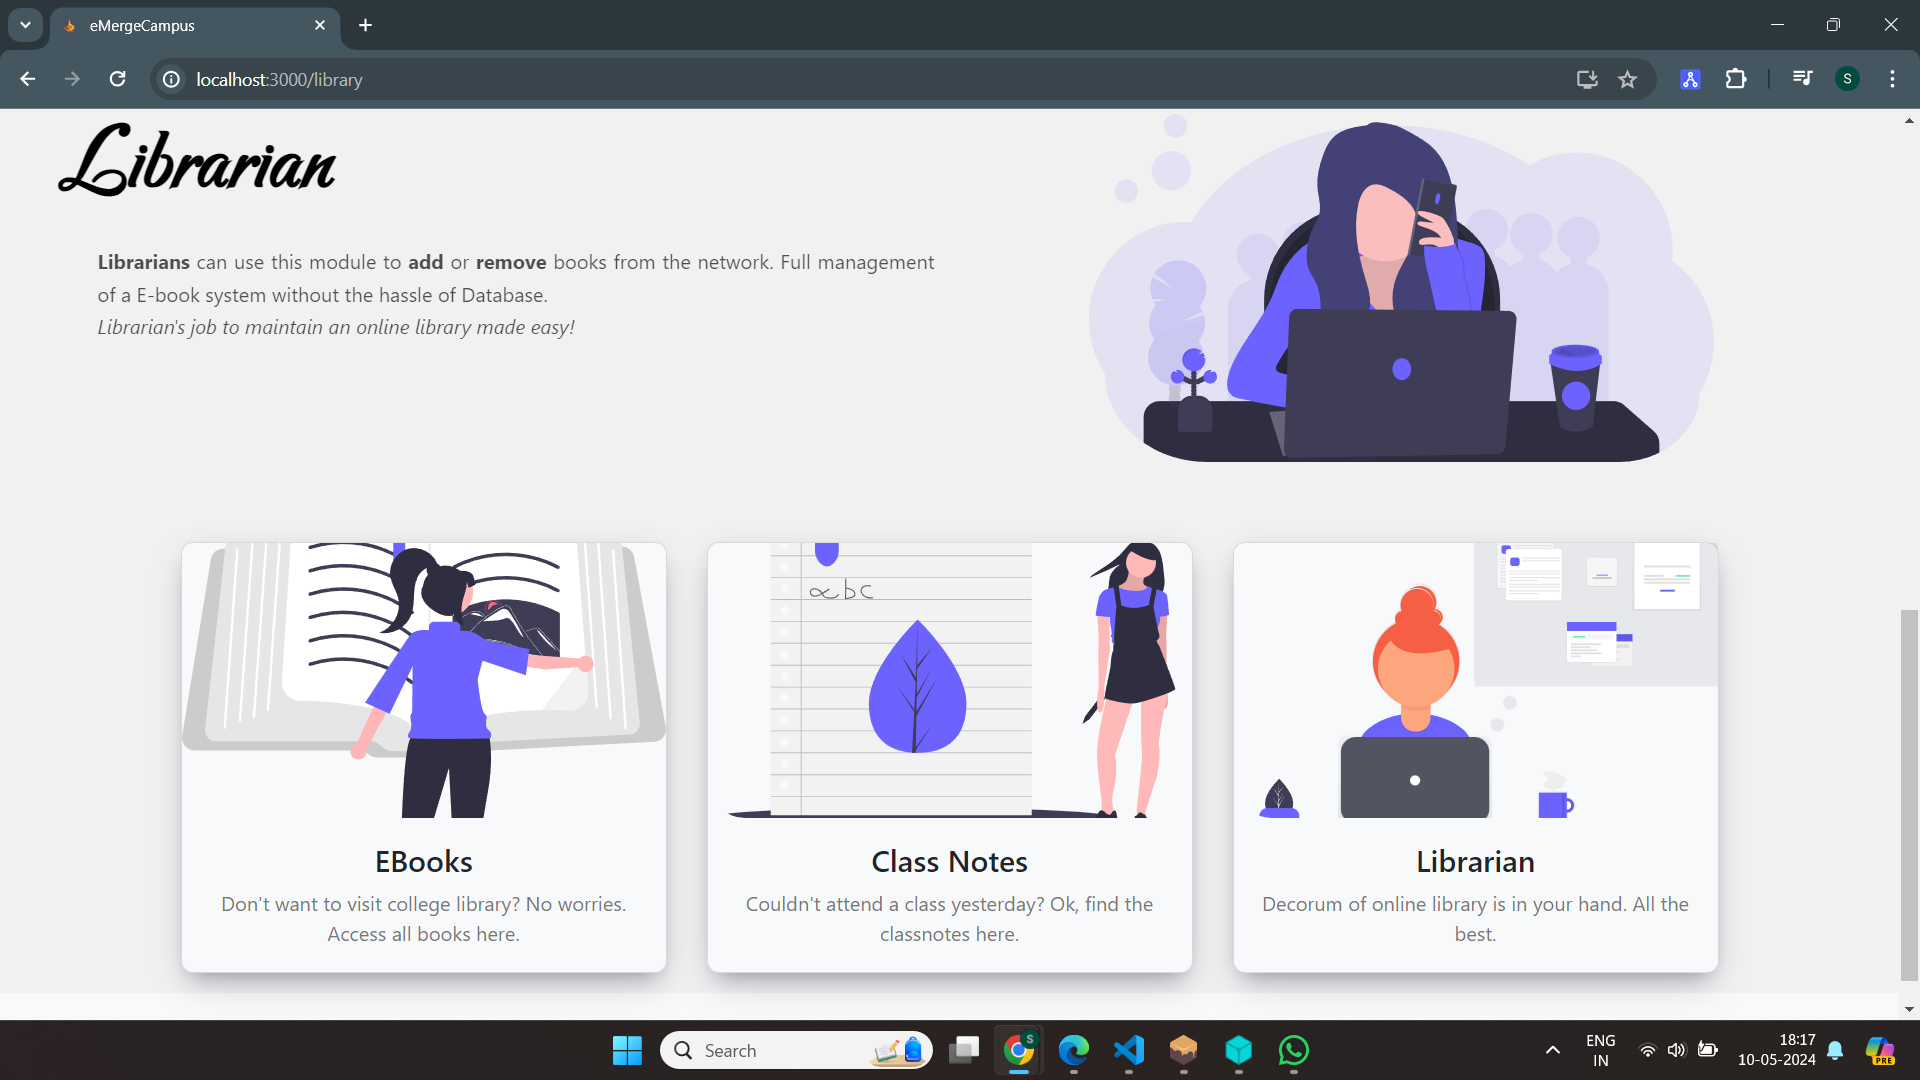 eMergeCampus
localhost:3000/library
S
Librarian
Librarians can use this module to add or remove books from the network. Full management
of a E-book system without the hassle of Database.
Librarian's job to maintain an online library made easy!
abc
EBooks
Don't want to visit college library? No worries.
Access all books here.
Class Notes
Couldn't attend a class yesterday? Ok, find the
classnotes here.
Librarian
Decorum of online library is in your hand. All the
best.
Search
S
ENG
IN
18:17
10-05-2024
PRE